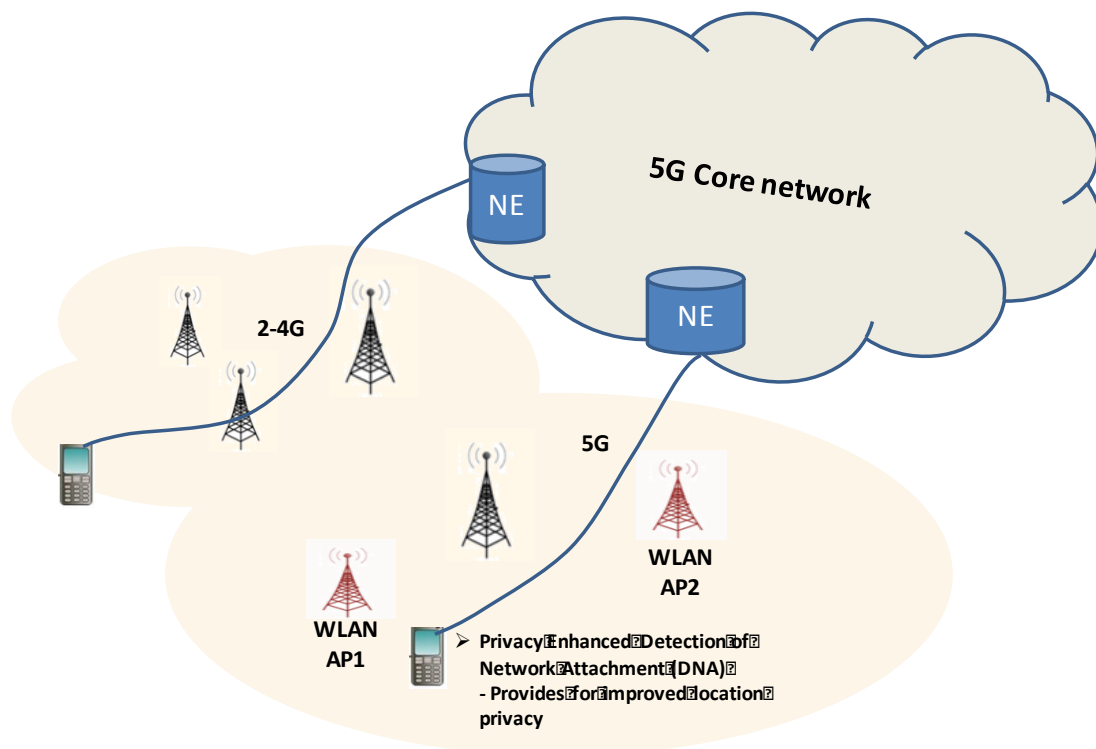 5G Core network
NE
NE
2-4G
5G
WLAN
AP2
WLAN
AP1
➢ Privacy Enhanced Detection of
Network Attachment (DNA)
- Provides for improved location
privacy